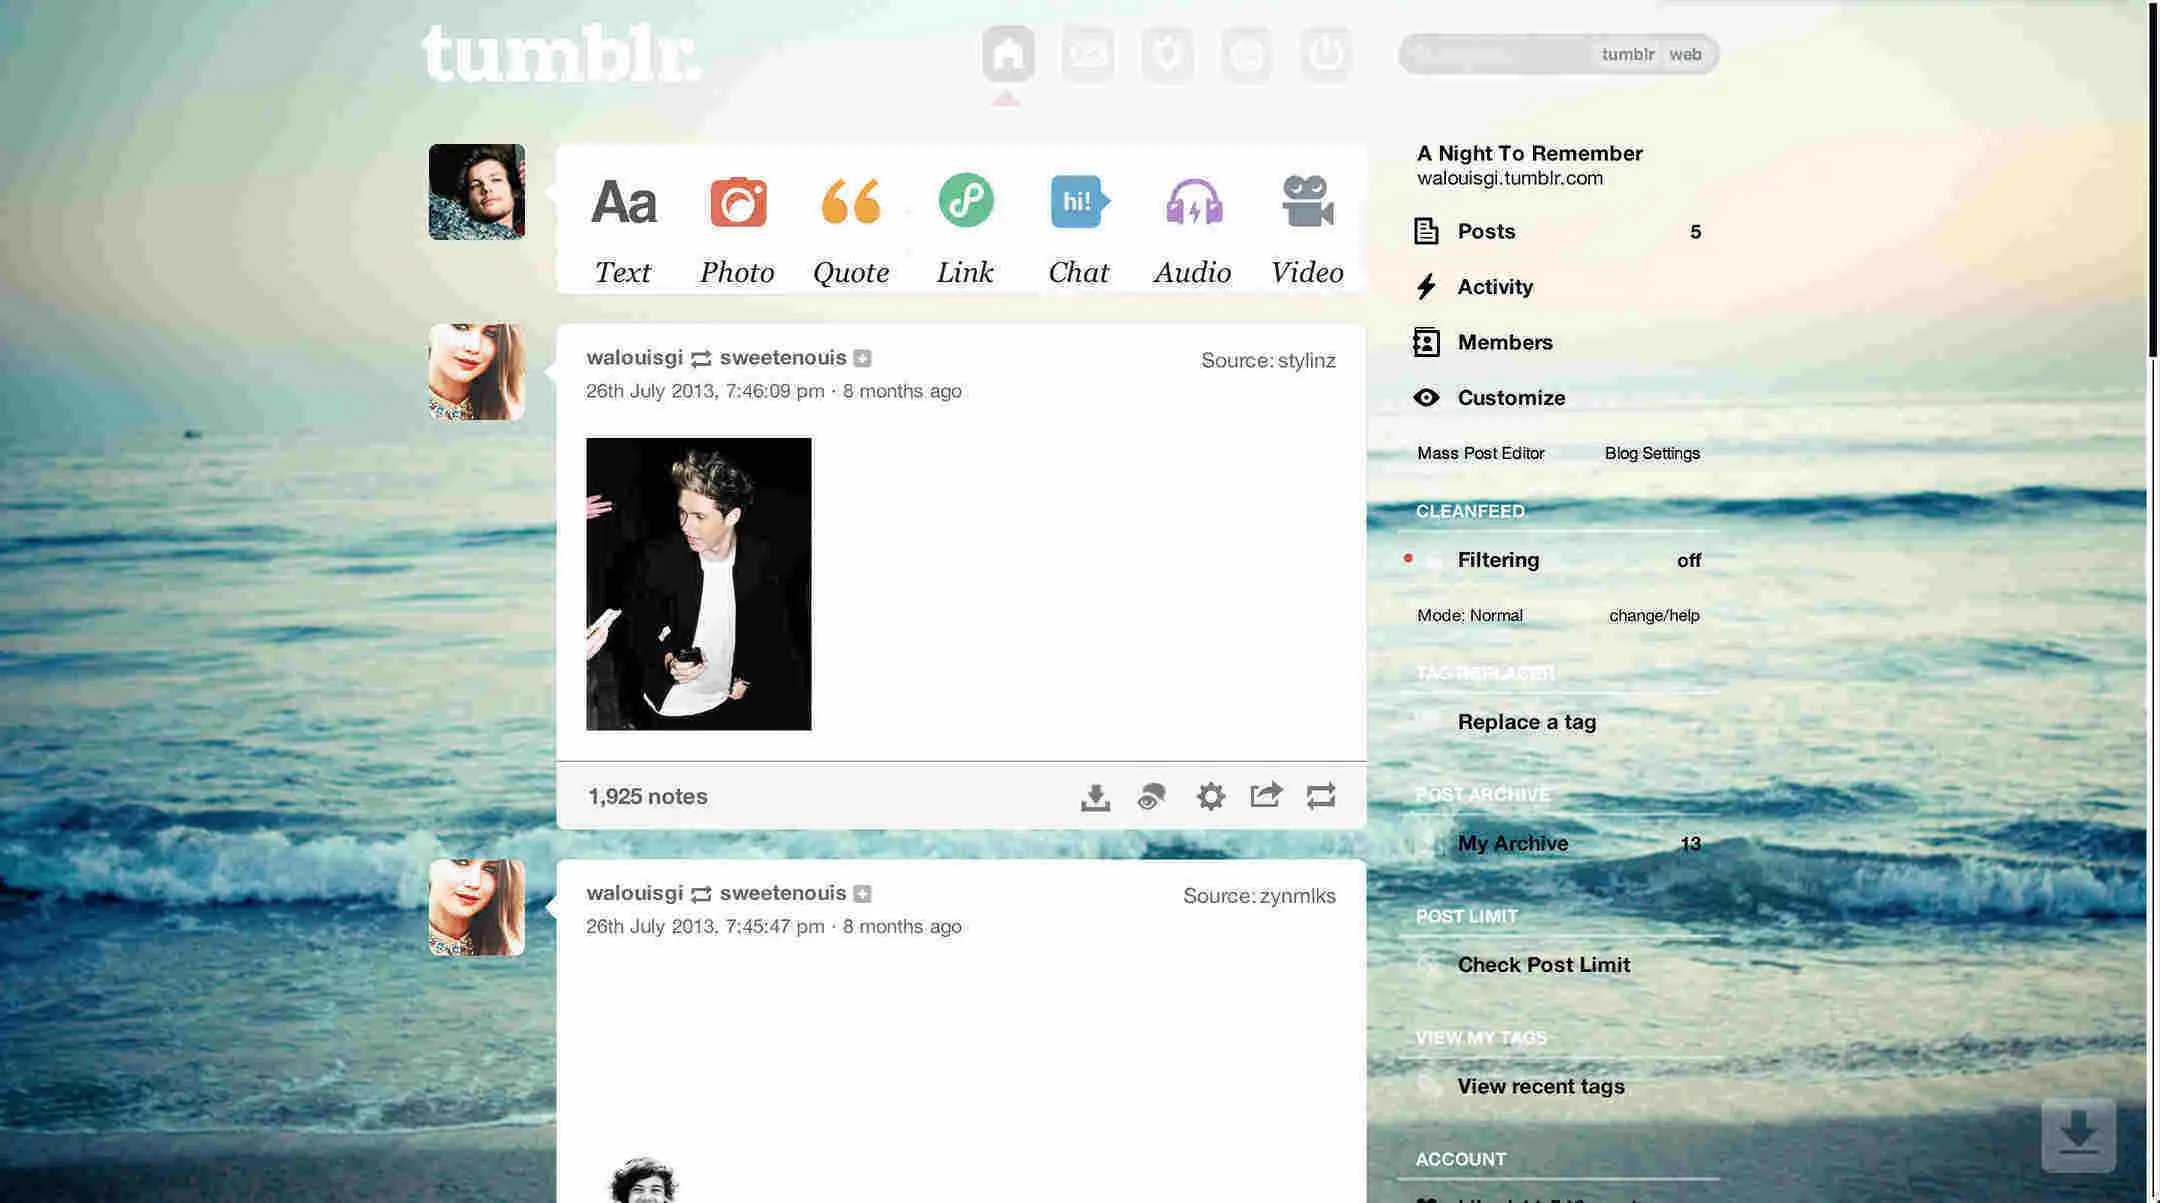 tumblr.
tumblr web
Aa hi!
Text Photo Quote Link Chat Audio Video
walouisgi sweetenouis
Source: stylinz
26th July 2013, 7:46:09 pm · 8 months ago
1,925 notes
walouisgi sweetenouis
Source: zynmlks
26th July 2013, 7:45:47 pm · 8 months ago
A Night To Remember
walouisgi.tumblr.com
Posts 5
Activity
Members
Customize
Mass Post Editor Blog Settings
CLEANFEED
Filtering off
Mode: Normal change/help
TAG REPLACER
Replace a tag
POST ARCHIVE
My Archive 13
POST LIMIT
Check Post Limit
VIEW MY TAGS
View recent tags
ACCOUNT